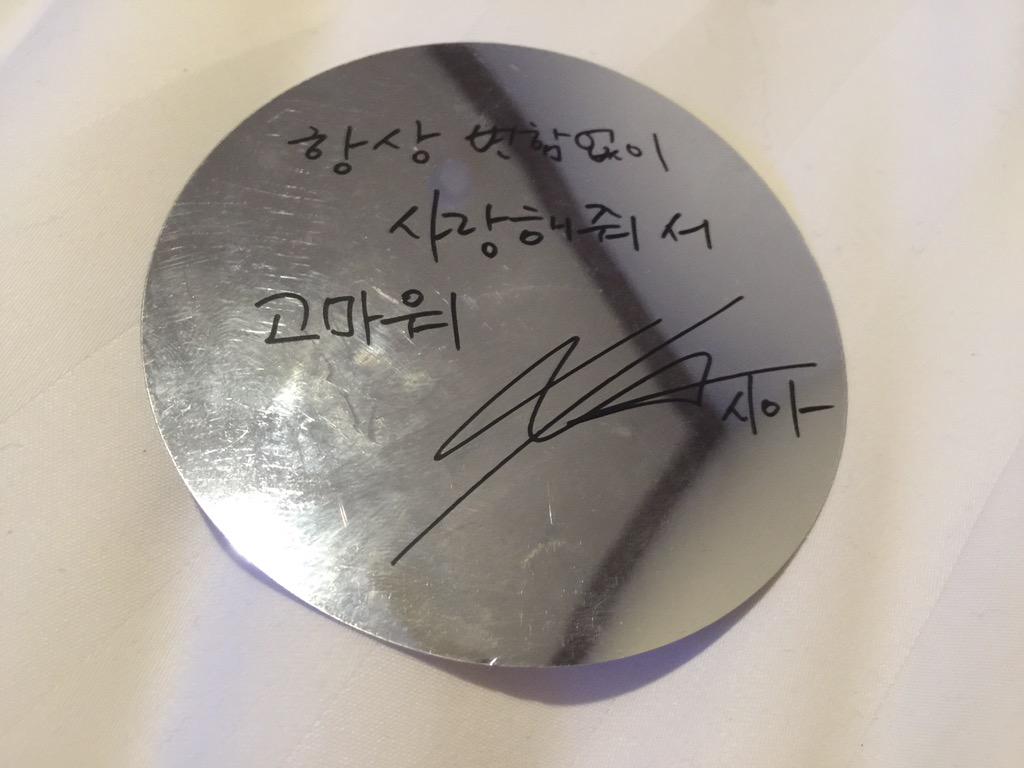 항상 변함없이
사랑해줘서
고마워
시아